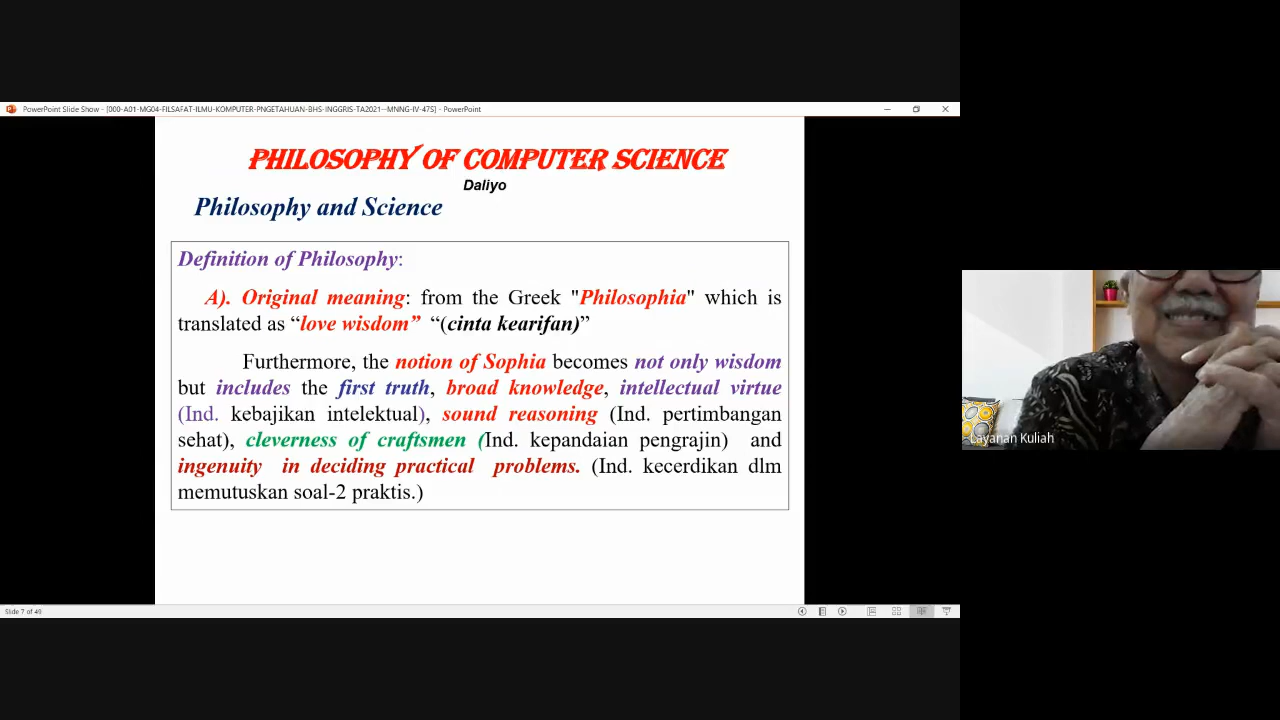 PowerPoint Slide Show - [000-A01-MG04-FILSAFAT-ILMU-KOMPUTER-PNGETAHUAN-BHS-INGGRIS-TA2021--MNNG-IV-47S] - PowerPoint
PHILOSOPHY OF COMPUTER SCIENCE
Daliyo
Philosophy and Science
Definition of Philosophy:
A). Original meaning: from the Greek "Philosophia" which is
translated as “love wisdom” “(cinta kearifan)”
Furthermore, the notion of Sophia becomes not only wisdom
but includes the first truth, broad knowledge, intellectual virtue
(Ind. kebajikan intelektual), sound reasoning (Ind. pertimbangan
sehat), cleverness of craftsmen (Ind. kepandaian pengrajin) and
ingenuity in deciding practical problems. (Ind. kecerdikan dlm
memutuskan soal-2 praktis.)
Slide 7 of 49
Layanan Kuliah